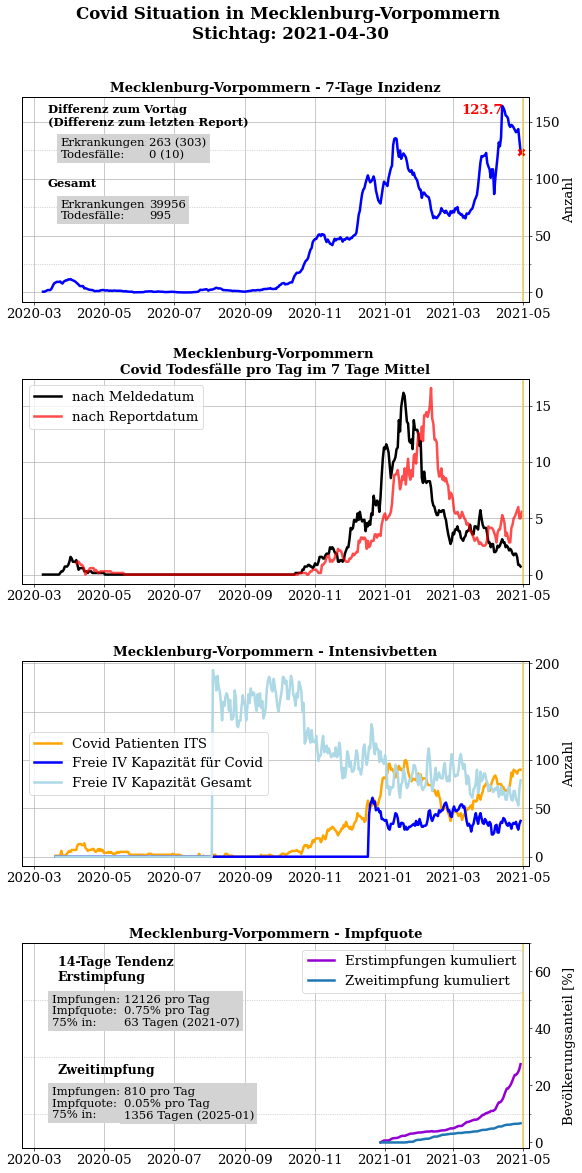 Covid Situation in Mecklenburg-Vorpommern
Stichtag: 2021-04-30
Mecklenburg-Vorpommern - 7-Tage Inzidenz
Differenz zum Vortag
(Differenz zum letzten Report)
Erkrankungen 263 (303)
Todesfälle: 0 (10)
Gesamt
Erkrankungen 39956
Todesfälle: 995
123.7
150
100
50
0
Anzahl
2020-03 2020-05 2020-07 2020-09 2020-11 2021-01 2021-03 2021-05
Mecklenburg-Vorpommern
Covid Todesfälle pro Tag im 7 Tage Mittel
nach Meldedatum
nach Reportdatum
15
10
5
0
2020-03 2020-05 2020-07 2020-09 2020-11 2021-01 2021-03 2021-05
Mecklenburg-Vorpommern - Intensivbetten
Covid Patienten ITS
Freie IV Kapazität für Covid
Freie IV Kapazität Gesamt
200
150
100
50
0
Anzahl
2020-03 2020-05 2020-07 2020-09 2020-11 2021-01 2021-03 2021-05
Mecklenburg-Vorpommern - Impfquote
14-Tage Tendenz
Erstimpfung
Impfungen: 12126 pro Tag
Impfquote: 0.75% pro Tag
75% in: 63 Tagen (2021-07)
Zweitimpfung
Impfungen: 810 pro Tag
Impfquote: 0.05% pro Tag
75% in: 1356 Tagen (2025-01)
Erstimpfungen kumuliert
Zweitimpfung kumuliert
60
40
20
0
Bevölkerungsanteil [%]
2020-03 2020-05 2020-07 2020-09 2020-11 2021-01 2021-03 2021-05